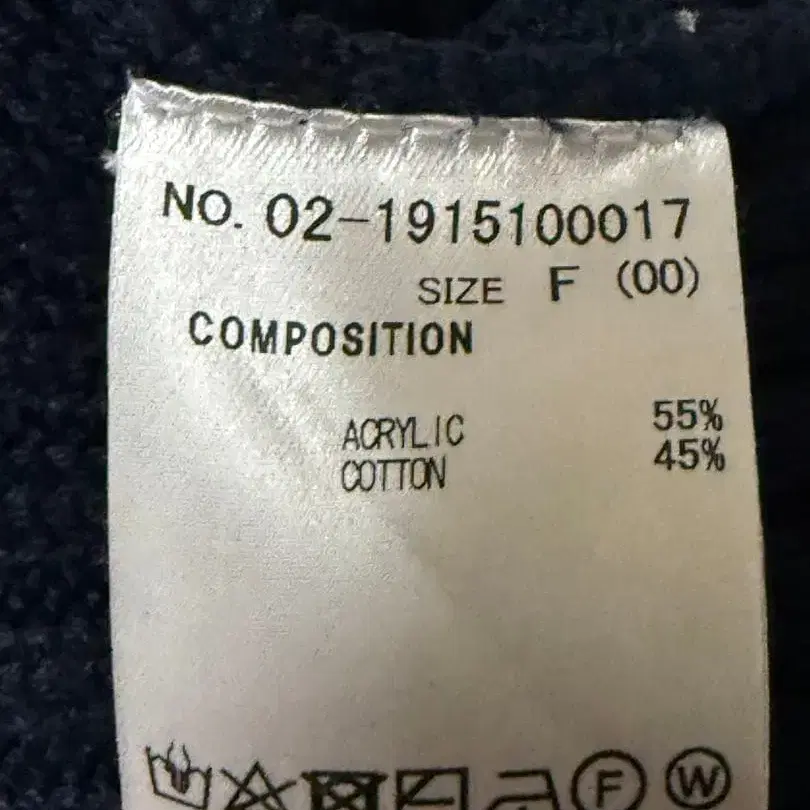 NO. 02-1915100017
SIZE F (00)
COMPOSITION
ACRYLIC 55%
COTTON 45%
F W